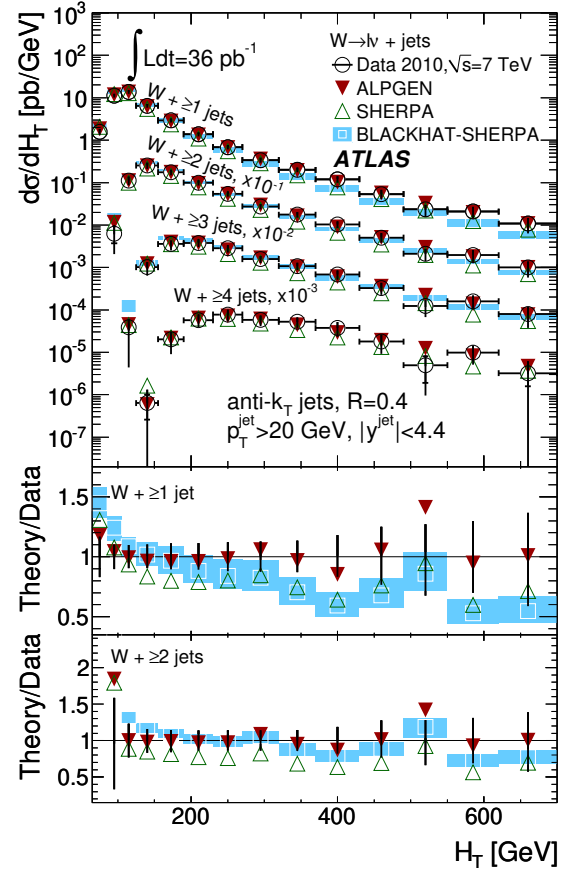 dσ/dH_T [pb/GeV]
10³
10²
10
1
10⁻¹
10⁻²
10⁻³
10⁻⁴
10⁻⁵
10⁻⁶
10⁻⁷
∫ Ldt=36 pb⁻¹
W→lν + jets
Data 2010,√s=7 TeV
ALPGEN
SHERPA
BLACKHAT-SHERPA
ATLAS
W + ≥1 jets
W + ≥2 jets, ×10⁻¹
W + ≥3 jets, ×10⁻²
W + ≥4 jets, ×10⁻³
anti-k_T jets, R=0.4
p_T^jet>20 GeV, |y^jet|<4.4
Theory/Data
1.5
1
0.5
W + ≥1 jet
Theory/Data
2
1.5
1
0.5
W + ≥2 jets
200
400
600
H_T [GeV]